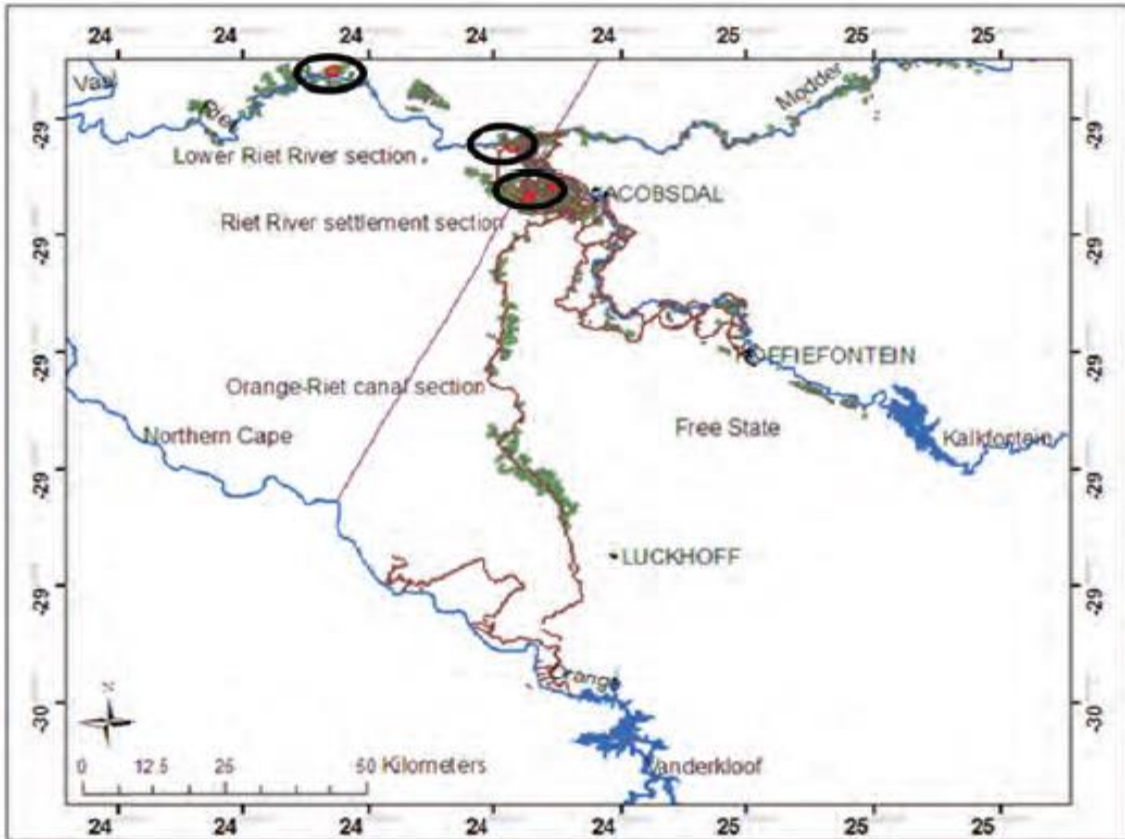 24 24 24 24 24 25 25 25
Vaal
Riet
Modder
-29 -29
Lower Riet River section
JACOBSDAL
Riet River settlement section
-29 -29
-29 -29
KOFFIEFONTEIN
Orange-Riet canal section
Free State
Northern Cape
Kalkfontein
-29 -29
LUCKHOFF
-29 -29
Orange
-30 -30
Vanderkloof
0 12.5 25 50 Kilometers
24 24 24 24 24 25 25 25